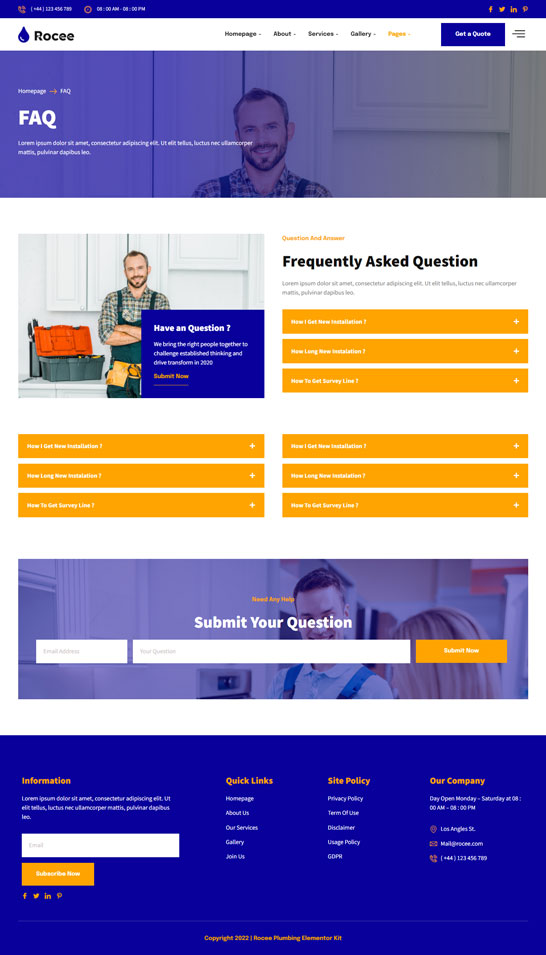 ( +44 ) 123 456 789
08 : 00 AM - 08 : 00 PM
Rocee
Homepage
About
Services
Gallery
Pages
Get a Quote
Homepage
FAQ
FAQ
Lorem ipsum dolor sit amet, consectetur adipiscing elit. Ut elit tellus, luctus nec ullamcorper
mattis, pulvinar dapibus leo.
Have an Question ?
We bring the right people together to
challenge established thinking and
drive transform in 2020
Submit Now
Question And Answer
Frequently Asked Question
Lorem ipsum dolor sit amet, consectetur adipiscing elit. Ut elit tellus, luctus nec ullamcorper
mattis, pulvinar dapibus leo.
How I Get New Installation ?
How Long New Instalation ?
How To Get Survey Line ?
How I Get New Installation ?
How Long New Instalation ?
How To Get Survey Line ?
How I Get New Installation ?
How Long New Instalation ?
How To Get Survey Line ?
Need Any Help
Submit Your Question
Email Address
Your Question
Submit Now
Information
Lorem ipsum dolor sit amet, consectetur adipiscing elit. Ut
elit tellus, luctus nec ullamcorper mattis, pulvinar dapibus
leo.
Email
Subscribe Now
Quick Links
Homepage
About Us
Our Services
Gallery
Join Us
Site Policy
Privacy Policy
Term Of Use
Disclaimer
Usage Policy
GDPR
Our Company
Day Open Monday – Saturday at 08 :
00 AM – 08 : 00 PM
Los Angles St.
Mail@rocee.com
( +44 ) 123 456 789
Copyright 2022 | Rocee Plumbing Elementor Kit